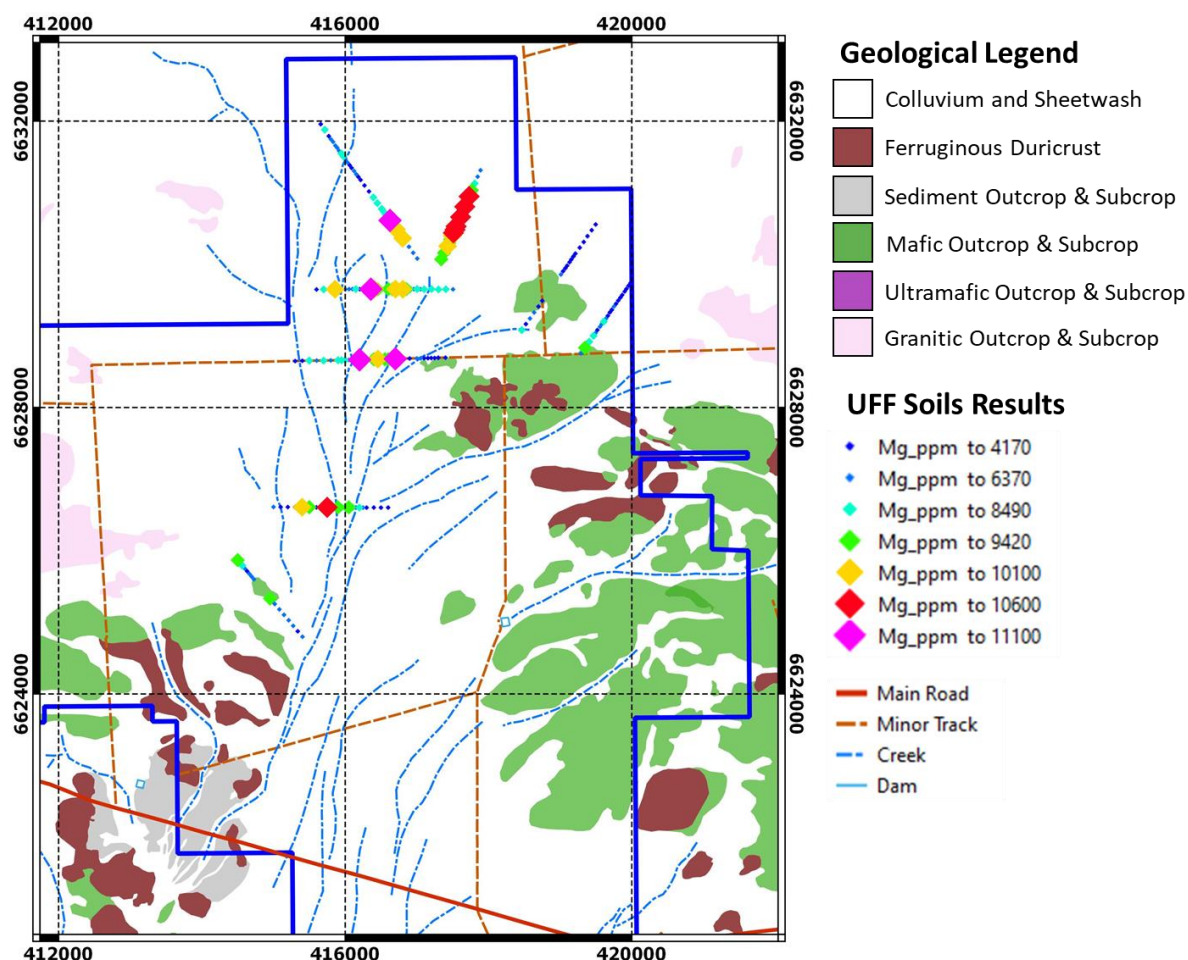 412000 416000 420000
Geological Legend
Colluvium and Sheetwash
6632000 6632000
Ferruginous Duricrust
Sediment Outcrop & Subcrop
Mafic Outcrop & Subcrop
Ultramafic Outcrop & Subcrop
Granitic Outcrop & Subcrop
6628000 6628000
UFF Soils Results
Mg_ppm to 4170
Mg_ppm to 6370
Mg_ppm to 8490
Mg_ppm to 9420
Mg_ppm to 10100
Mg_ppm to 10600
Mg_ppm to 11100
6624000 6624000
Main Road
Minor Track
Creek
Dam
412000 416000 420000